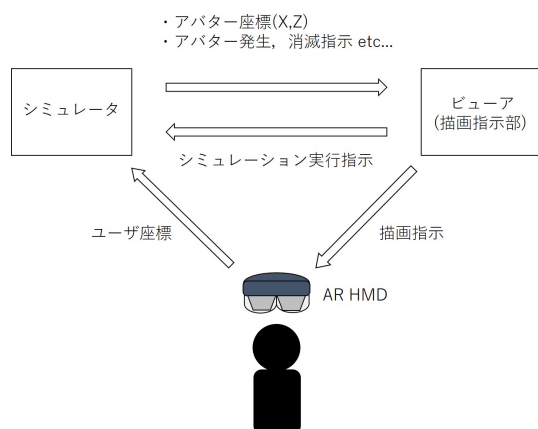 ・アバター座標(X,Z)
・アバター発生，消滅指示 etc...
シミュレータ
ビューア
(描画指示部)
シミュレーション実行指示
ユーザ座標
描画指示
AR HMD